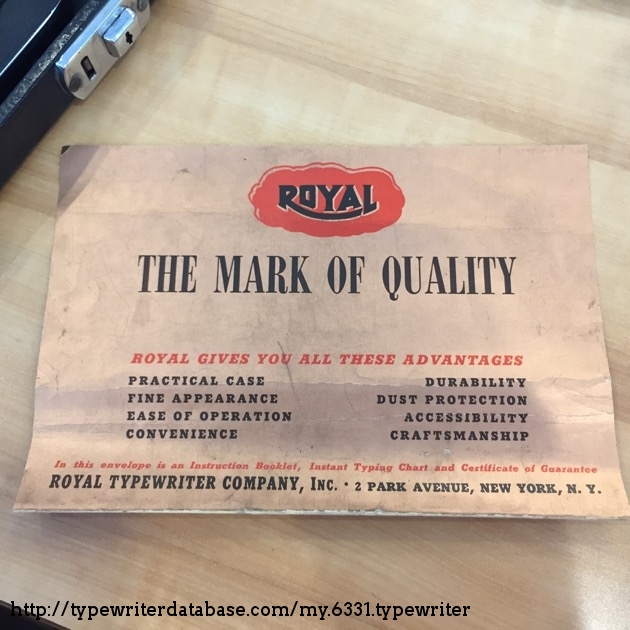 ROYAL
THE MARK OF QUALITY
ROYAL GIVES YOU ALL THESE ADVANTAGES
PRACTICAL CASE
FINE APPEARANCE
EASE OF OPERATION
CONVENIENCE
DURABILITY
DUST PROTECTION
ACCESSIBILITY
CRAFTSMANSHIP
In this envelope is an Instruction Booklet, Instant Typing Chart and Certificate of Guarantee
ROYAL TYPEWRITER COMPANY, INC. · 2 PARK AVENUE, NEW YORK, N. Y.
http://typewriterdatabase.com/my.6331.typewriter